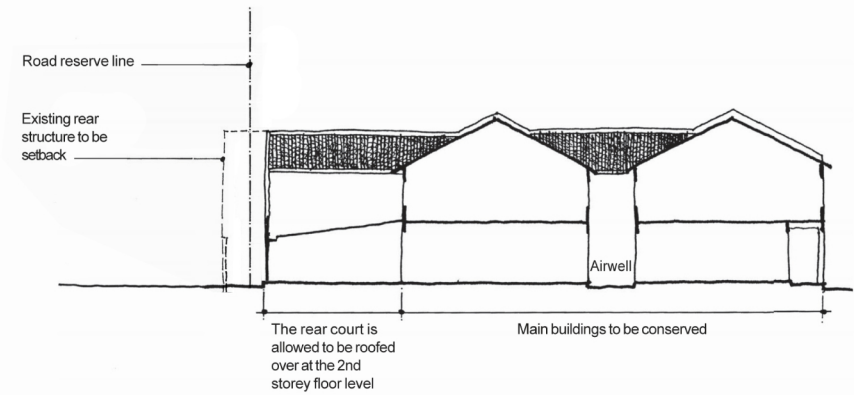 Road reserve line
Existing rear
structure to be
setback
Airwell
The rear court is
allowed to be roofed
over at the 2nd
storey floor level
Main buildings to be conserved